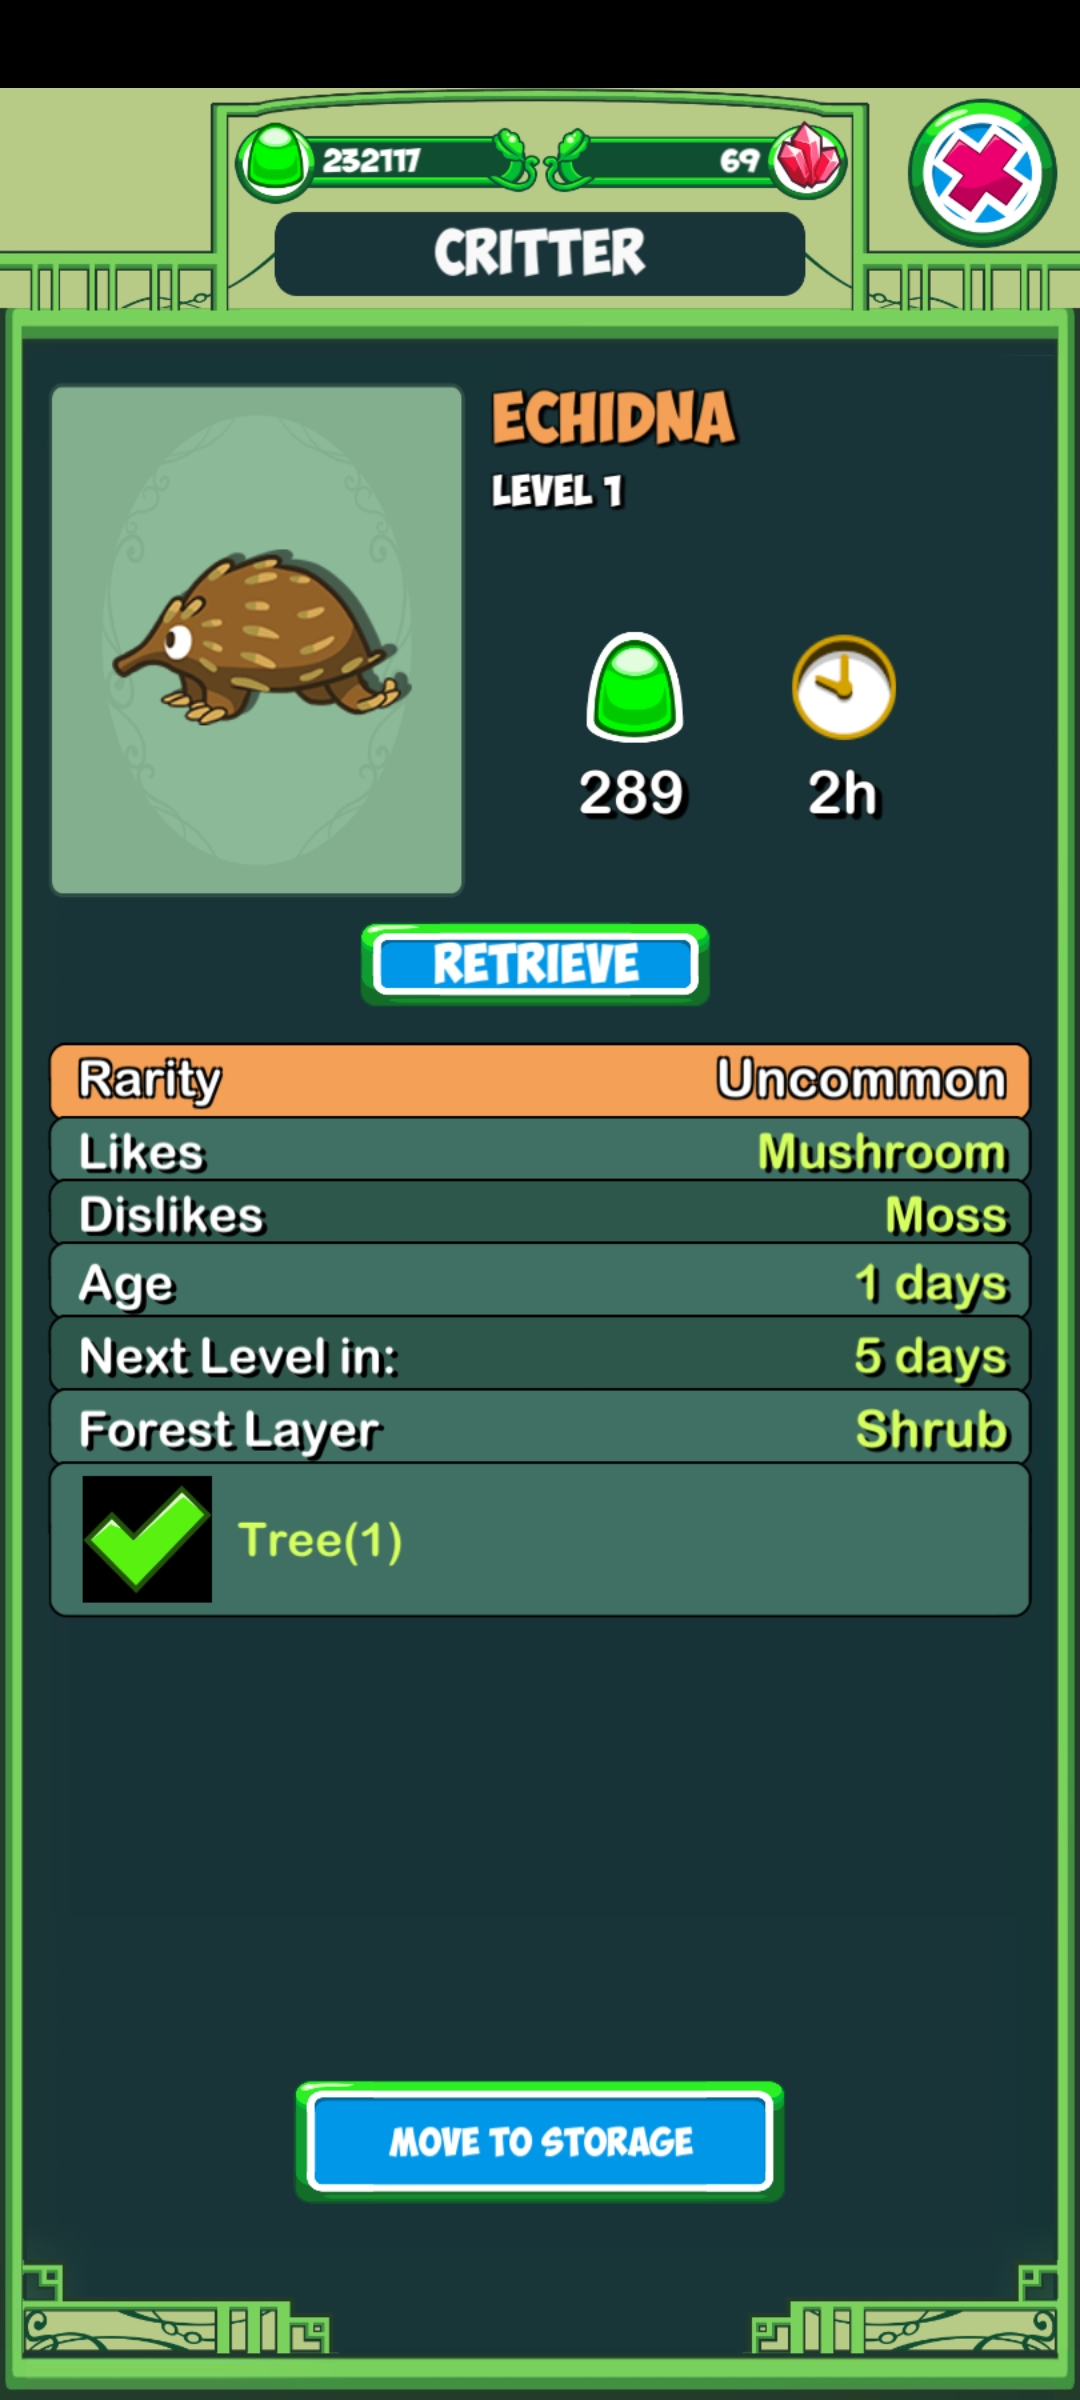 232117
69
CRITTER
ECHIDNA
LEVEL 1
289
2h
RETRIEVE
Rarity Uncommon
Likes Mushroom
Dislikes Moss
Age 1 days
Next Level in: 5 days
Forest Layer Shrub
Tree(1)
MOVE TO STORAGE